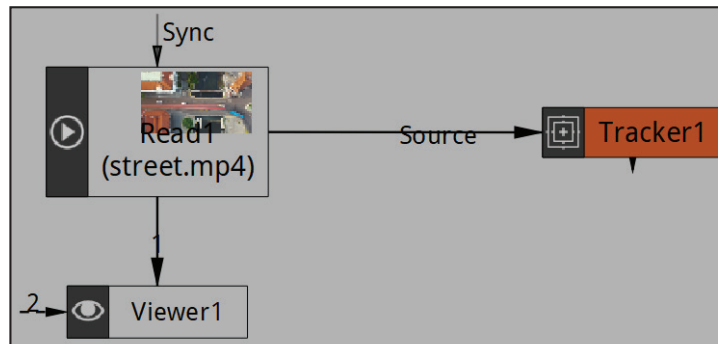 Sync
Read1
(street.mp4)
Source
Tracker1
1
2
Viewer1